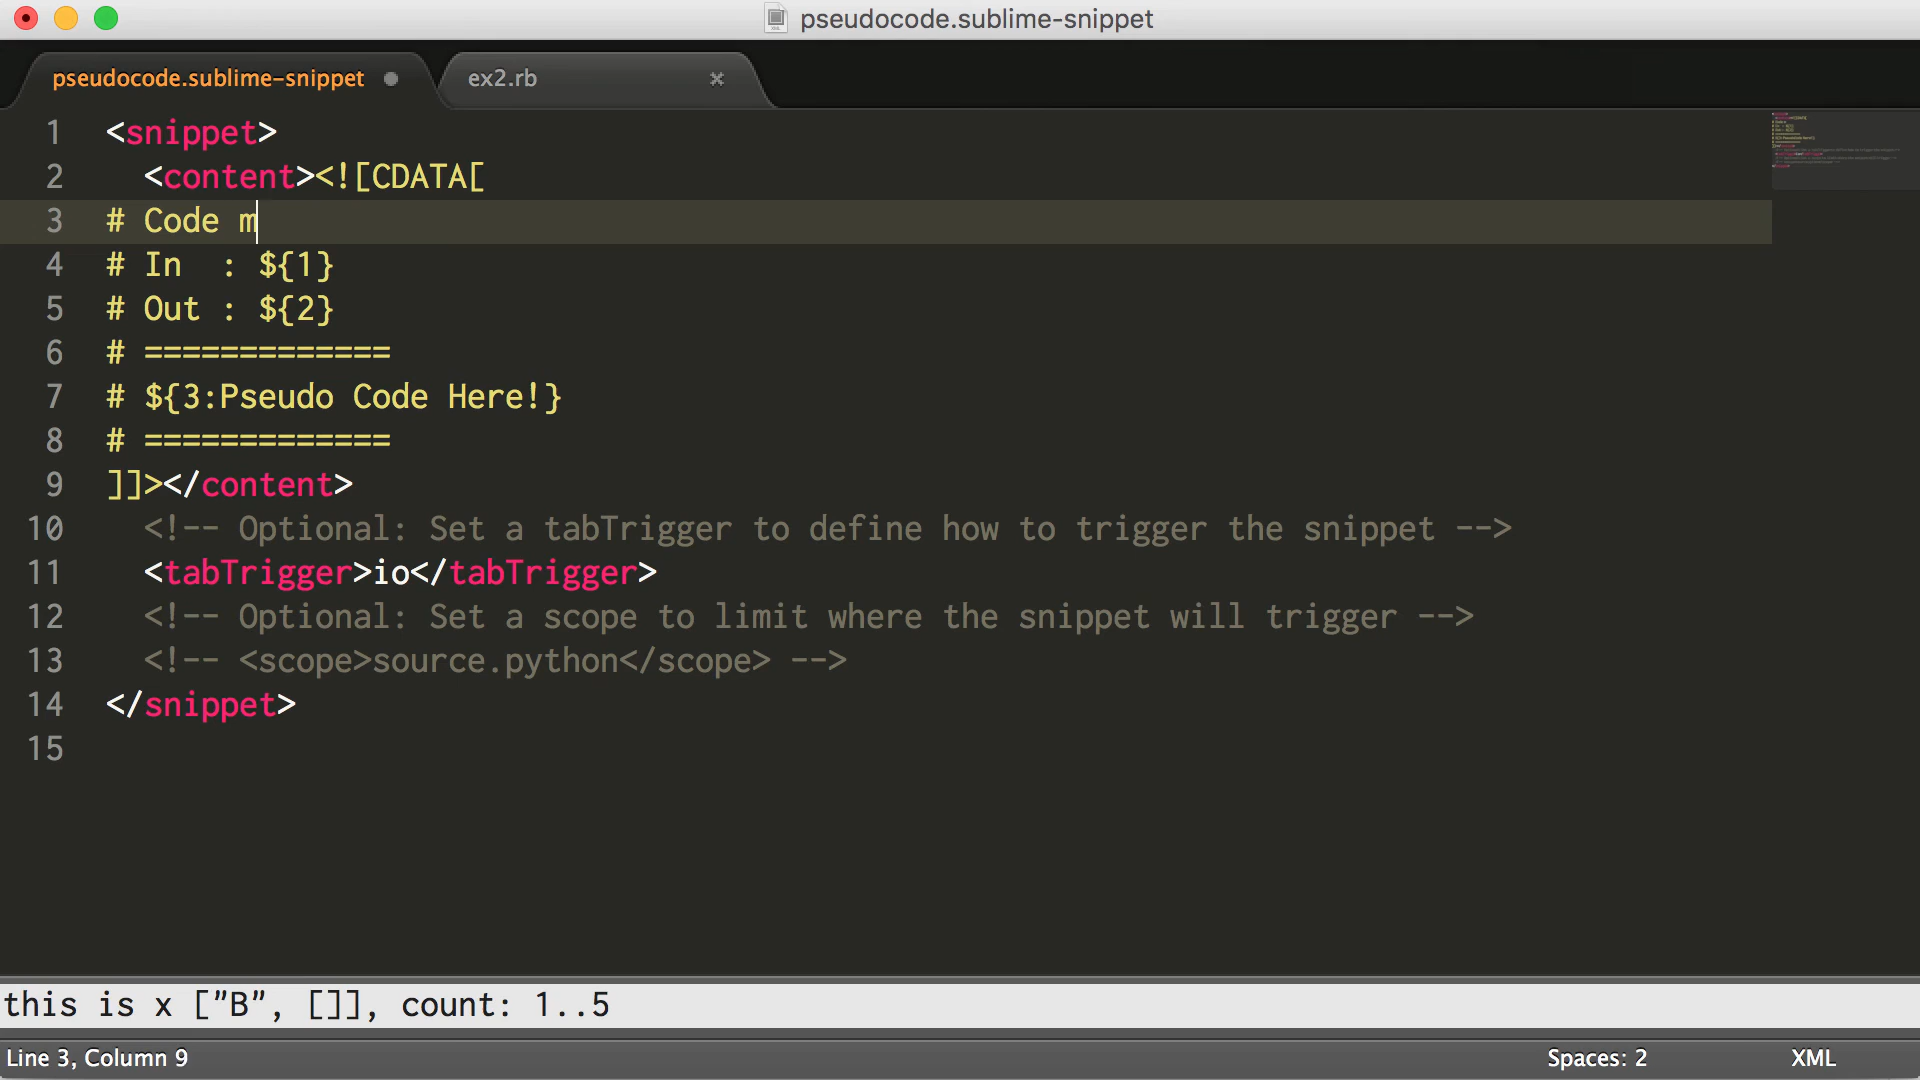 pseudocode.sublime-snippet
pseudocode.sublime-snippet ex2.rb
1 <snippet>
2 <content><![CDATA[
3 # Code m
4 # In  : ${1}
5 # Out : ${2}
6 # =============
7 # ${3:Pseudo Code Here!}
8 # =============
9 ]]></content>
10 <!-- Optional: Set a tabTrigger to define how to trigger the snippet -->
11 <tabTrigger>io</tabTrigger>
12 <!-- Optional: Set a scope to limit where the snippet will trigger -->
13 <!-- <scope>source.python</scope> -->
14 </snippet>
15
this is x ["B", []], count: 1..5
Line 3, Column 9 Spaces: 2 XML